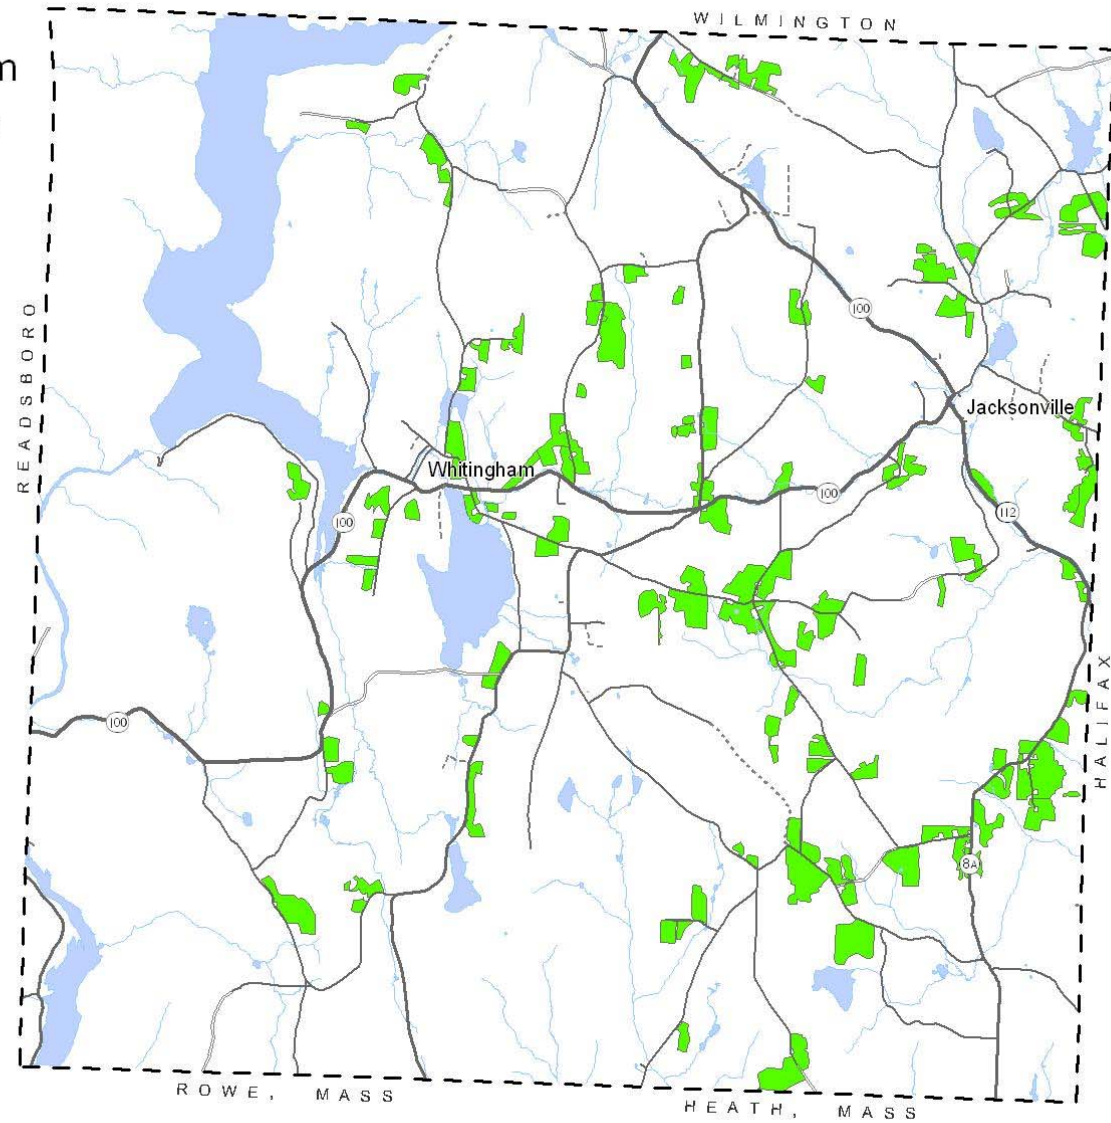 WILMINGTON
m
READSBORO
100
Jacksonville
Whitingham
100
100
112
HALIFAX
100
8A
ROWE, MASS
HEATH, MASS